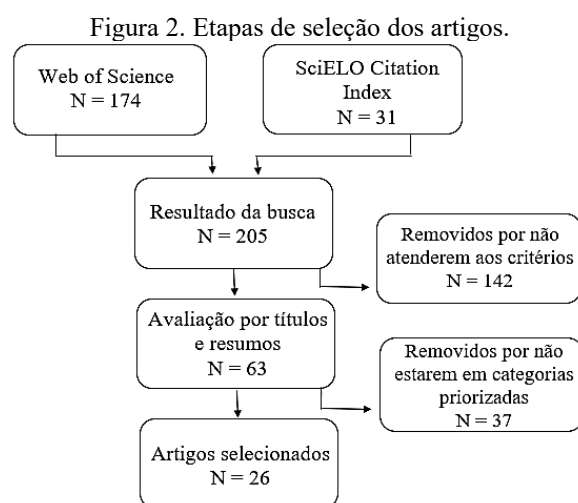 Figura 2. Etapas de seleção dos artigos.
Web of Science
N = 174
SciELO Citation
Index
N = 31
Resultado da busca
N = 205
Removidos por não
atenderem aos critérios
N = 142
Avaliação por títulos
e resumos
N = 63
Removidos por não
estarem em categorias
priorizadas
N = 37
Artigos selecionados
N = 26